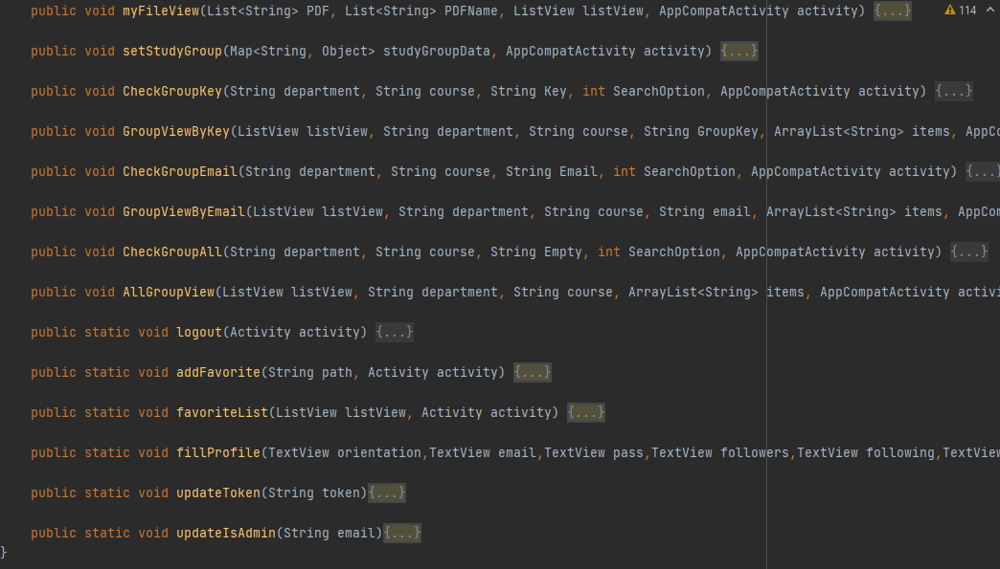 public void myFileView(List<String> PDF, List<String> PDFName, ListView listView, AppCompatActivity activity) {...} 114
public void setStudyGroup(Map<String, Object> studyGroupData, AppCompatActivity activity) {...}
public void CheckGroupKey(String department, String course, String Key, int SearchOption, AppCompatActivity activity) {...}
public void GroupViewByKey(ListView listView, String department, String course, String GroupKey, ArrayList<String> items, AppC
public void CheckGroupEmail(String department, String course, String Email, int SearchOption, AppCompatActivity activity) {...}
public void GroupViewByEmail(ListView listView, String department, String course, String email, ArrayList<String> items, AppCom
public void CheckGroupAll(String department, String course, String Empty, int SearchOption, AppCompatActivity activity) {...}
public void AllGroupView(ListView listView, String department, String course, ArrayList<String> items, AppCompatActivity activi
public static void logout(Activity activity) {...}
public static void addFavorite(String path, Activity activity) {...}
public static void favoriteList(ListView listView, Activity activity) {...}
public static void fillProfile(TextView orientation,TextView email,TextView pass,TextView followers,TextView following,TextView
public static void updateToken(String token){...}
public static void updateIsAdmin(String email){...}
}